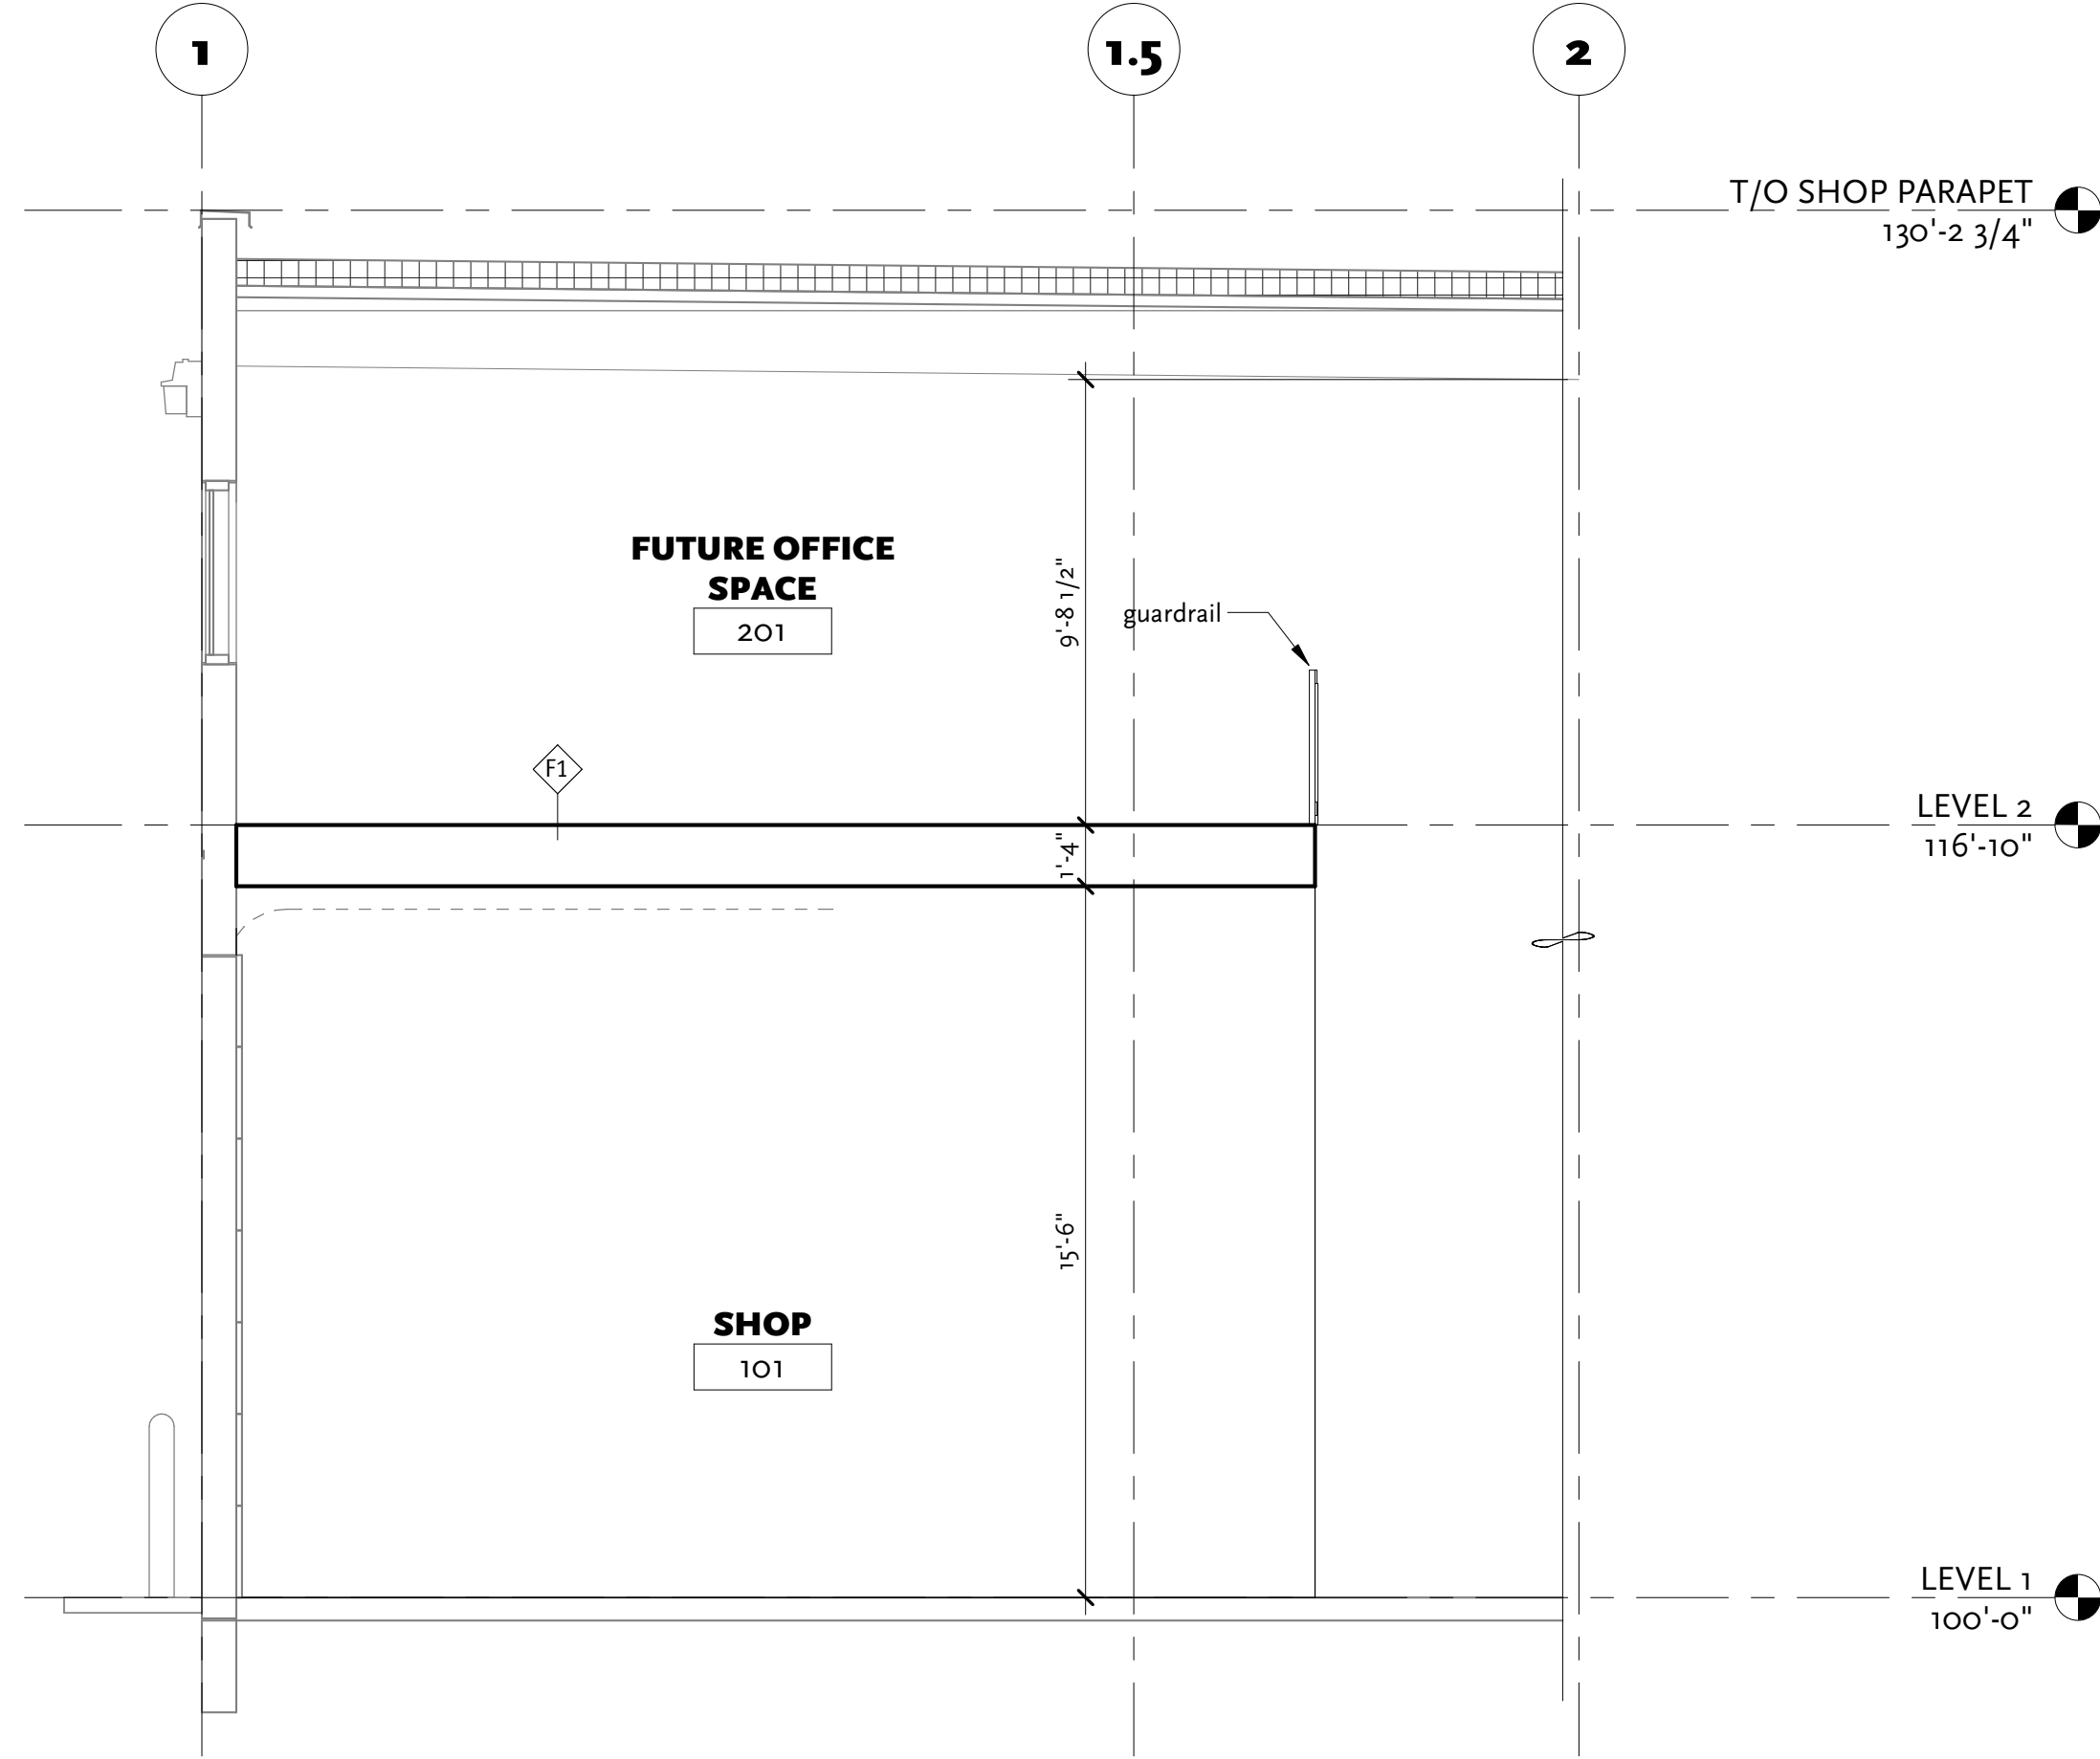 1
1.5
2
T/O SHOP PARAPET
130'-2 3/4"
FUTURE OFFICE
SPACE
201
9'-8 1/2"
guardrail
F1
LEVEL 2
116'-10"
1'-4"
15'-6"
SHOP
101
LEVEL 1
100'-0"